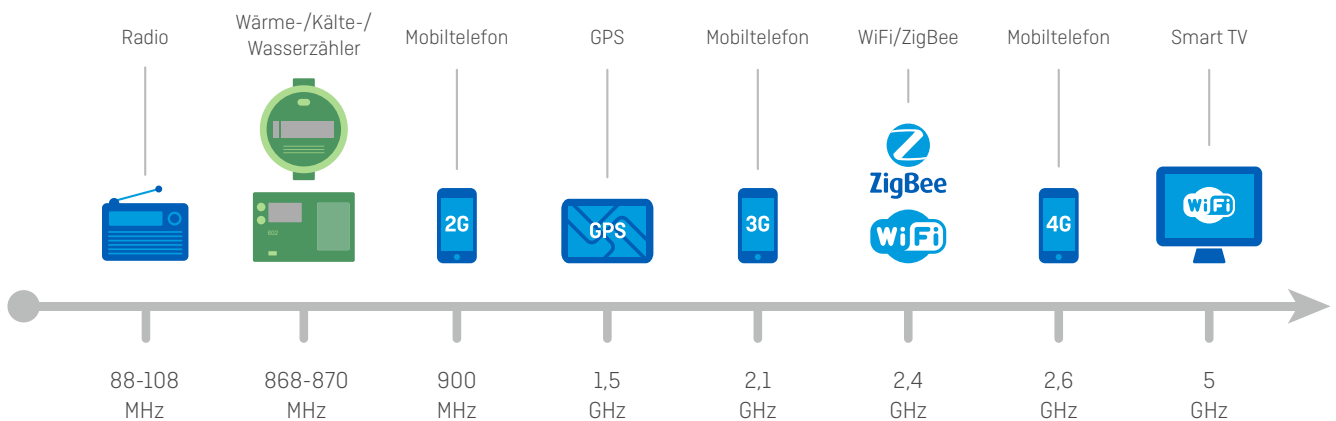 Radio
Wärme-/Kälte-/
Wasserzähler
Mobiltelefon
GPS
Mobiltelefon
WiFi/ZigBee
Mobiltelefon
Smart TV
2G
GPS
3G
Z
ZigBee
WiFi
4G
WiFi
602
88-108
MHz
868-870
MHz
900
MHz
1,5
GHz
2,1
GHz
2,4
GHz
2,6
GHz
5
GHz